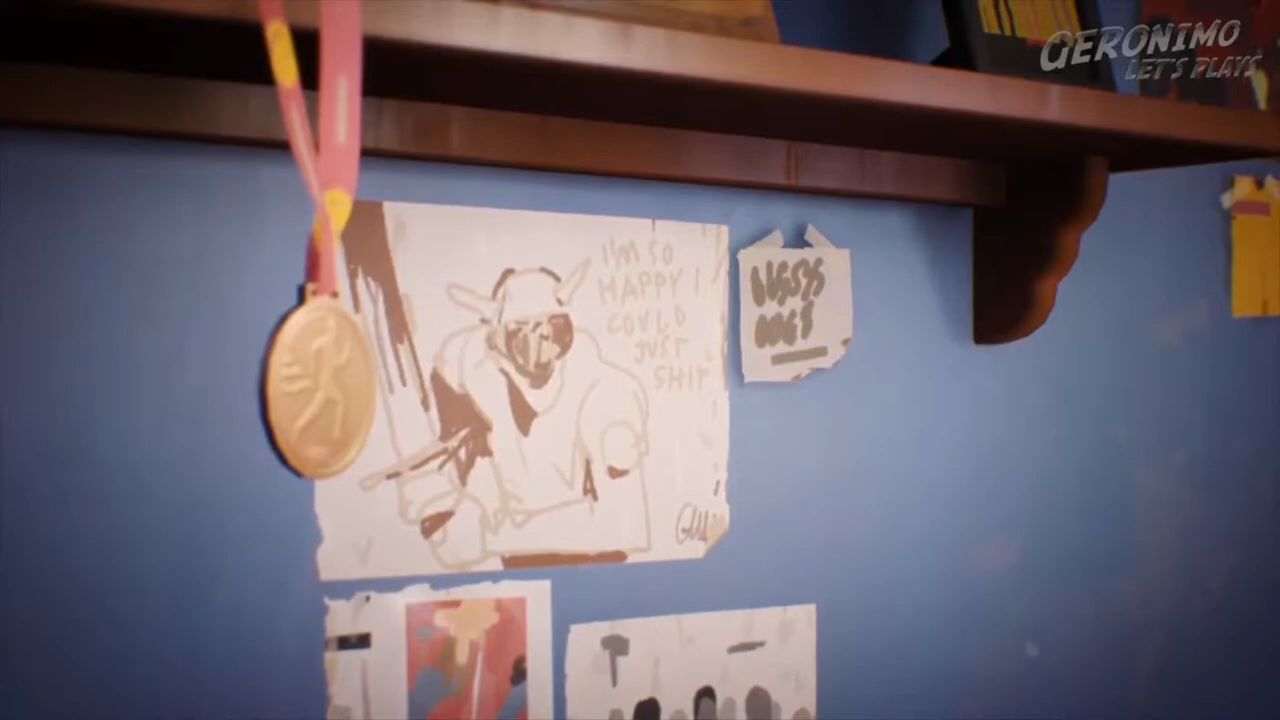 GERONIMO
LET'S PLAYS
I'M SO
HAPPY I
COULD
JUST
SHIT